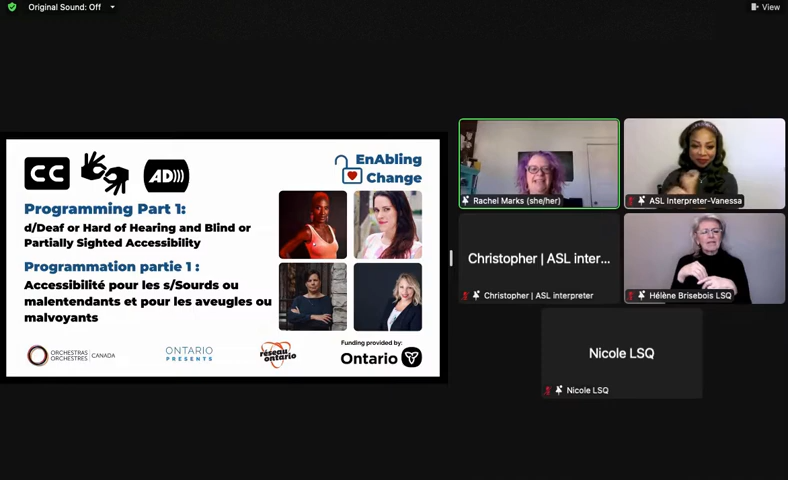 Original Sound: Off
View
CC
AD)))
EnAbling
Change
Programming Part 1:
d/Deaf or Hard of Hearing and Blind or
Partially Sighted Accessibility
Programmation partie 1 :
Accessibilité pour les s/Sourds ou
malentendants et pour les aveugles ou
malvoyants
ORCHESTRAS
ORCHESTRES
CANADA
ONTARIO
PRESENTS
réseau
ontario
Funding provided by:
Ontario
Rachel Marks (she/her)
ASL Interpreter-Vanessa
Christopher | ASL inter...
Christopher | ASL interpreter
Hélène Brisebois LSQ
Nicole LSQ
Nicole LSQ